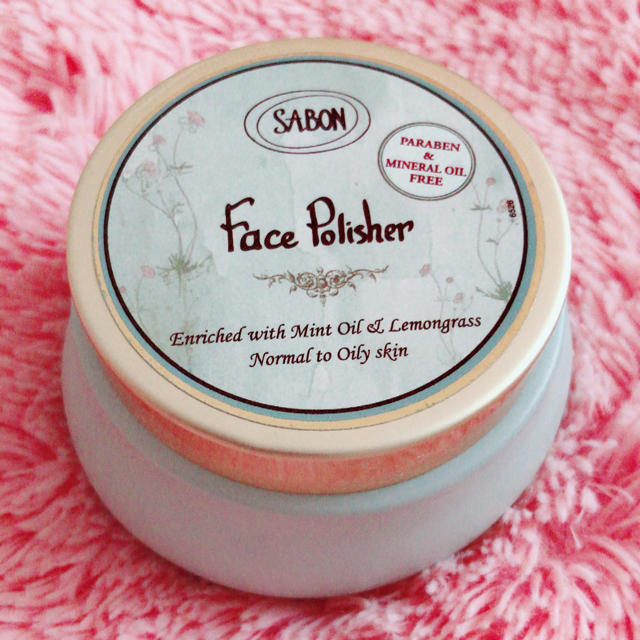 SABON
PARABEN
&
MINERAL OIL
FREE
Face Polisher
Enriched with Mint Oil & Lemongrass
Normal to Oily skin